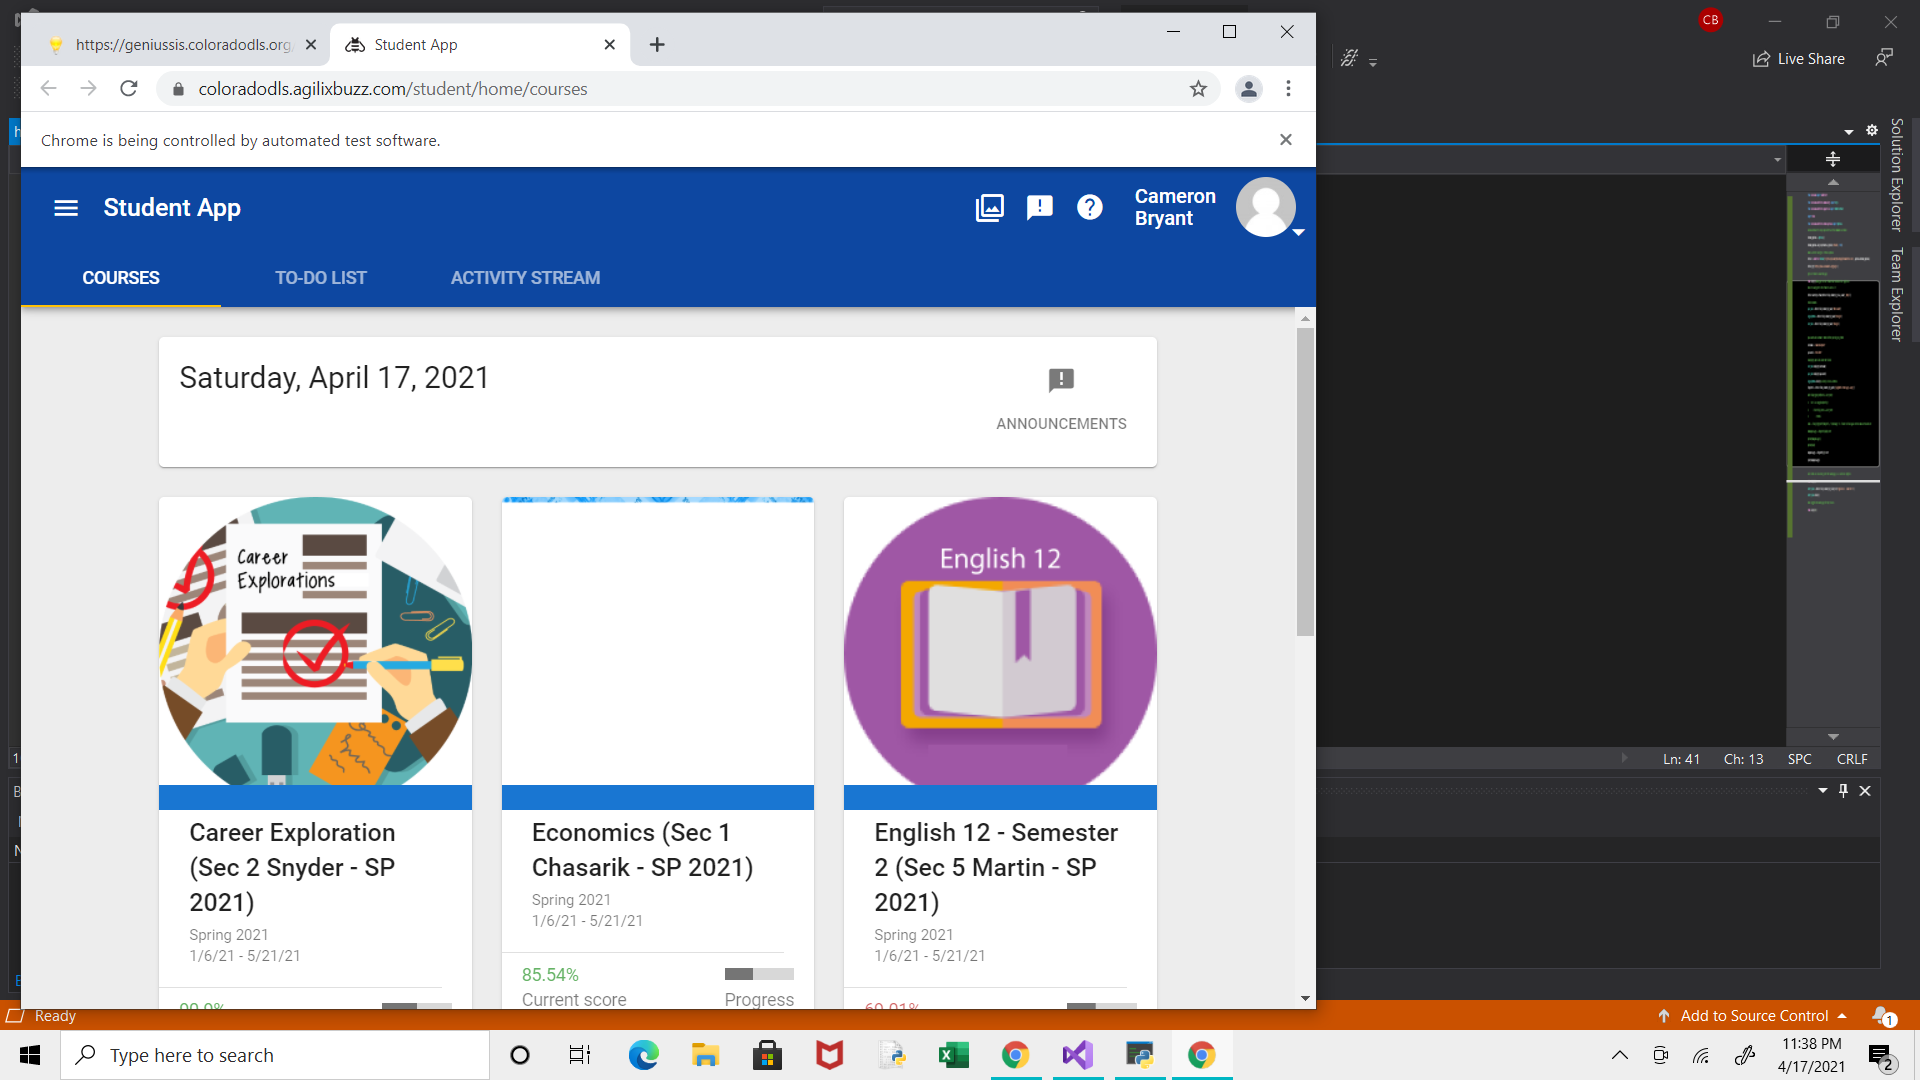 https://geniussis.coloradodls.org/
Student App
CB
Live Share
coloradodls.agilixbuzz.com/student/home/courses
Chrome is being controlled by automated test software.
Solution Explorer
Team Explorer
Student App
Cameron
Bryant
COURSES
TO-DO LIST
ACTIVITY STREAM
Saturday, April 17, 2021
ANNOUNCEMENTS
Career
Explorations
English 12
Career Exploration
(Sec 2 Snyder - SP
2021)
Spring 2021
1/6/21 - 5/21/21
Economics (Sec 1
Chasarik - SP 2021)
Spring 2021
1/6/21 - 5/21/21
85.54%
Current score
Progress
English 12 - Semester
2 (Sec 5 Martin - SP
2021)
Spring 2021
1/6/21 - 5/21/21
Ln: 41
Ch: 13
SPC
CRLF
Ready
Add to Source Control
1
Type here to search
11:38 PM
4/17/2021
2